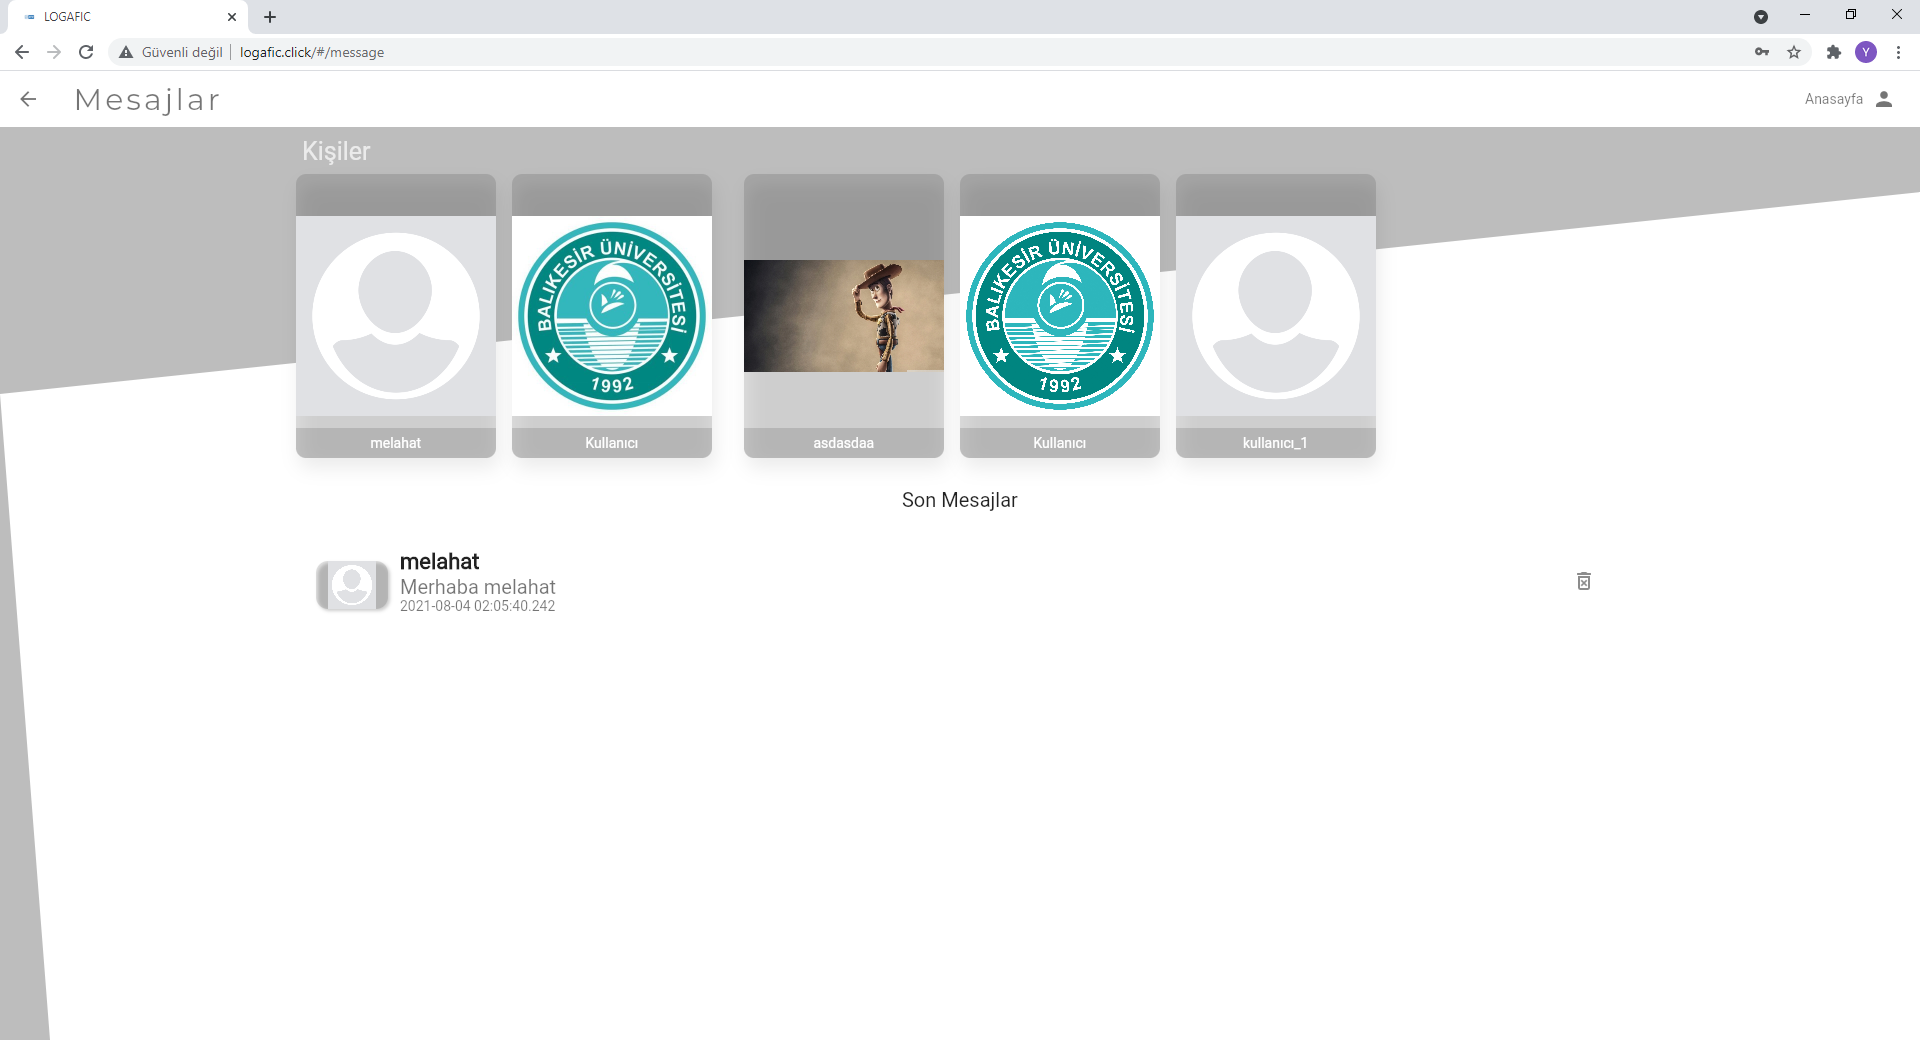 LOGAFIC
Güvenli değil logafic.click/#/message
Y
Mesajlar
Anasayfa
Kişiler
BALIKESİR ÜNİVERSİTESİ
1992
BALIKESİR ÜNİVERSİTESİ
1992
melahat
Kullanıcı
asdasdaa
Kullanıcı
kullanıcı_1
Son Mesajlar
melahat
Merhaba melahat
2021-08-04 02:05:40.242